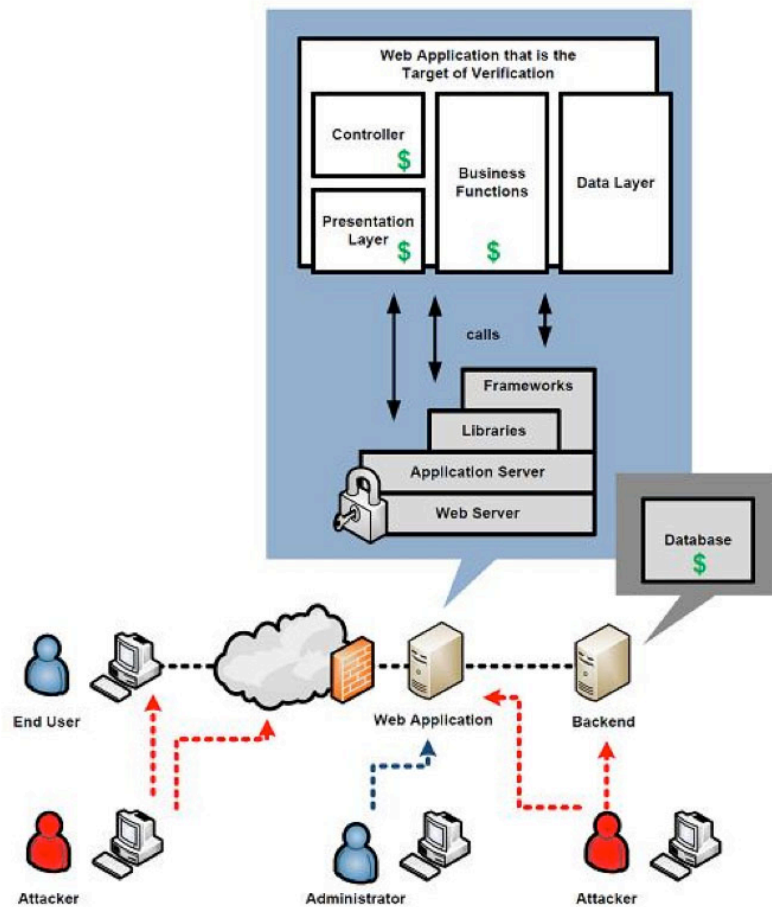 Web Application that is the
Target of Verification
Controller
$
Presentation
Layer
$
Business
Functions
$
Data Layer
calls
Frameworks
Libraries
Application Server
Web Server
Database
$
End User
Web Application
Backend
Attacker
Administrator
Attacker